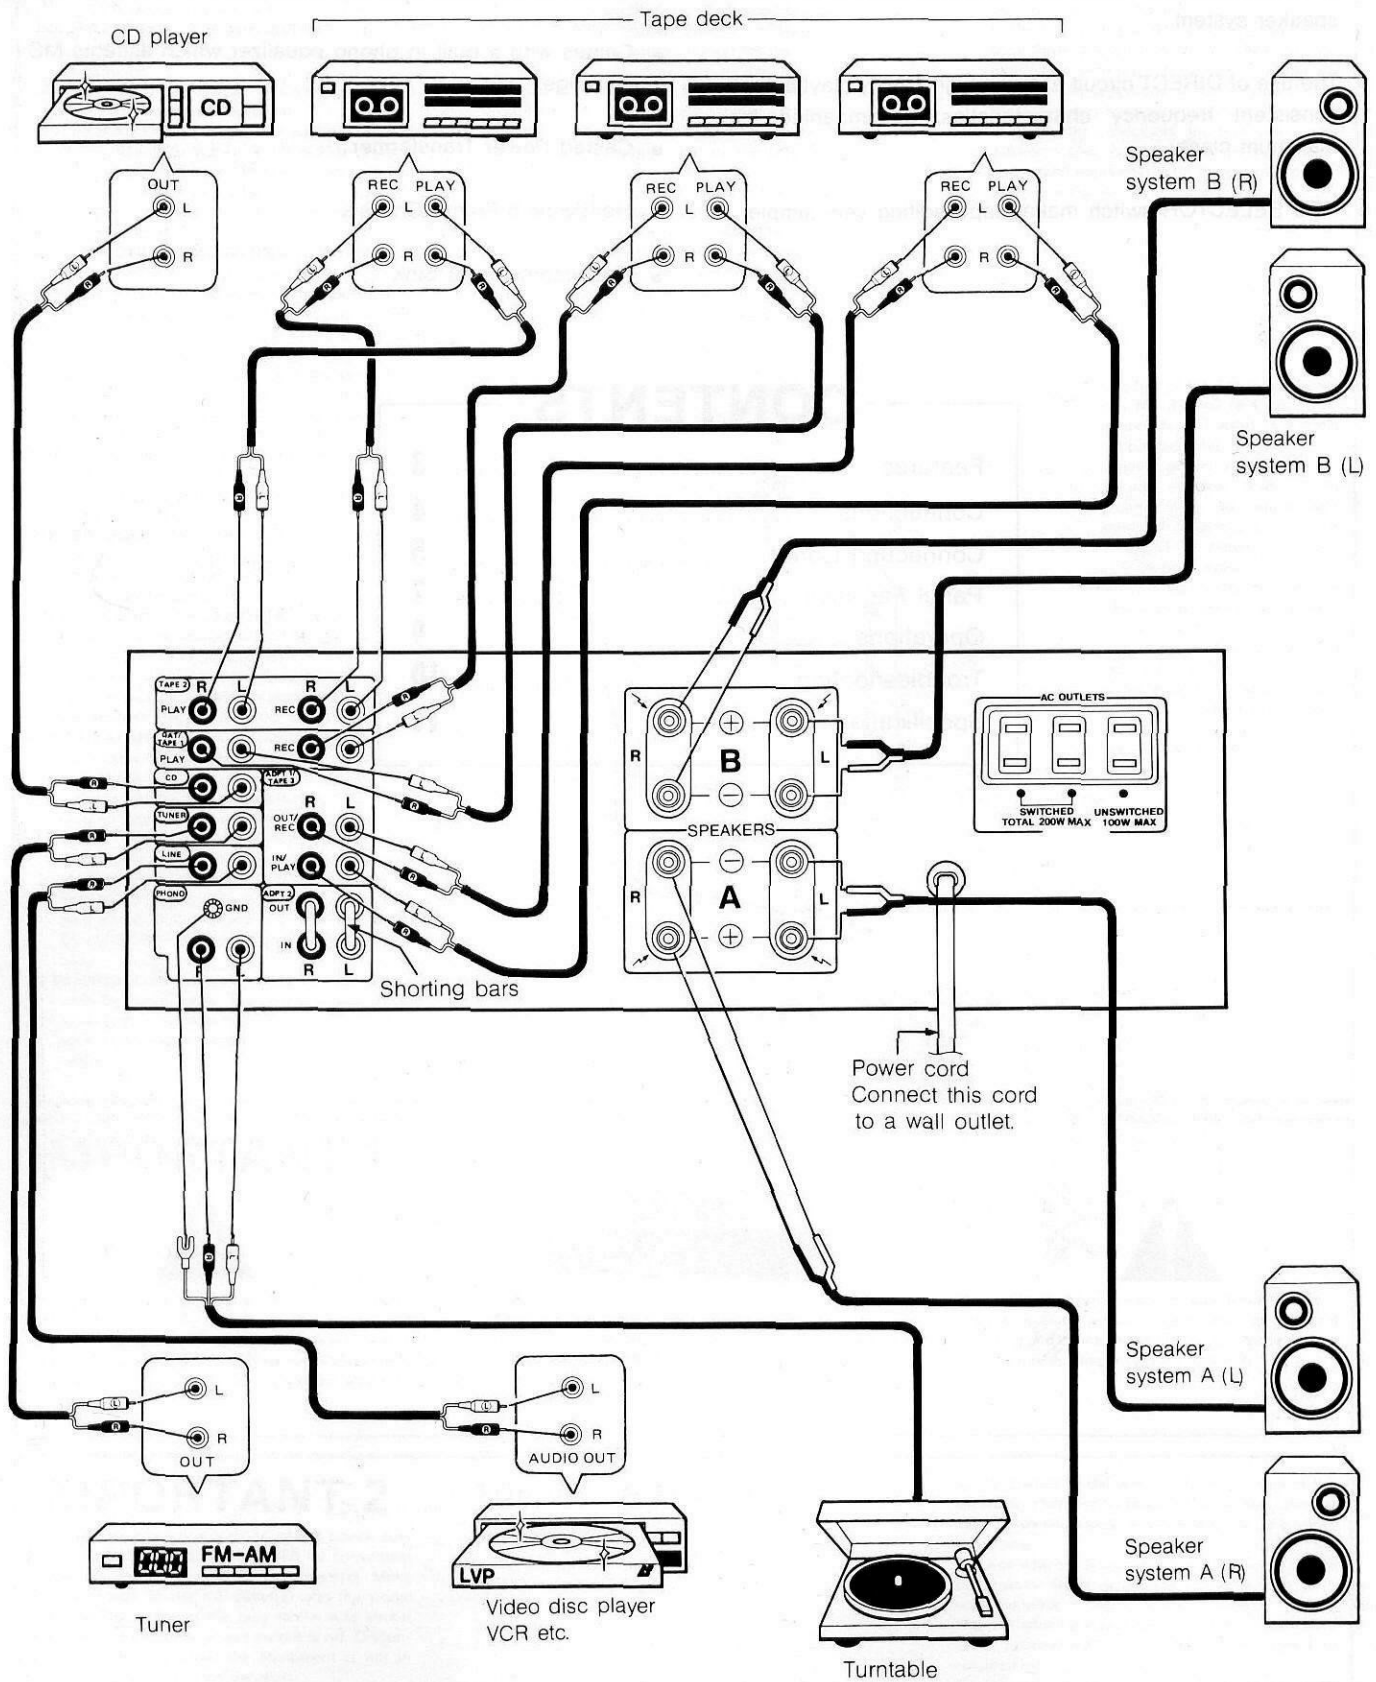 Tape deck
CD player
CD
OUT
L
R
REC PLAY
L
R
REC PLAY
L
R
REC PLAY
L
R
Speaker
system B (R)
Speaker
system B (L)
TAPE 2
R L R L
PLAY REC
DAT/
TAPE 1
PLAY REC
CD
ADPT 1/
TAPE 3
R L
TUNER
OUT/
REC
LINE
IN/
PLAY
PHONO
GND
R L
ADPT 2
OUT
IN
R L
Shorting bars
R + B − L
SPEAKERS
R − A + L
AC OUTLETS
SWITCHED
TOTAL 200W MAX
UNSWITCHED
100W MAX
Power cord
Connect this cord
to a wall outlet.
Speaker
system A (L)
Speaker
system A (R)
L
R
OUT
FM-AM
Tuner
L
R
AUDIO OUT
LVP
Video disc player
VCR etc.
Turntable